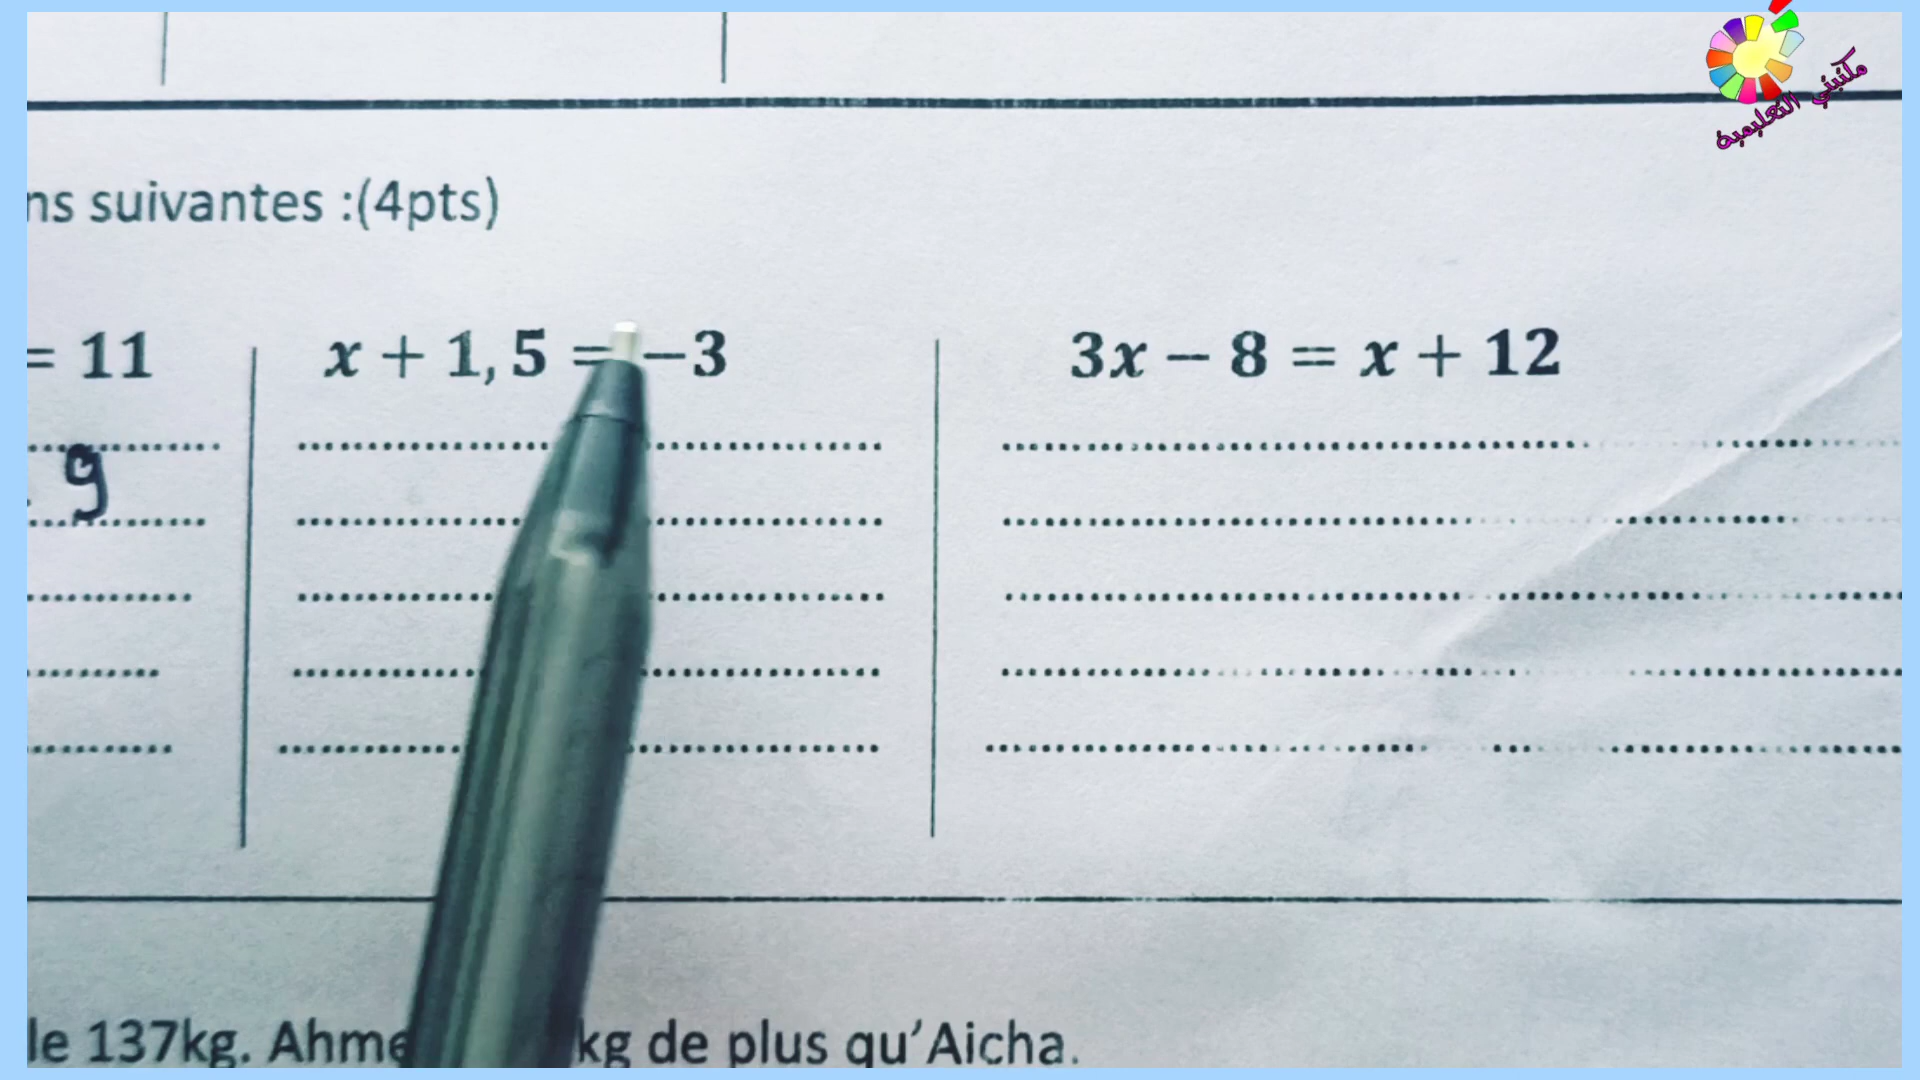 مكتبتي التعليمية
suivantes :(4pts)
= 11
x + 1, 5 = −3
3x − 8 = x + 12
9
le 137kg. Ahme kg de plus qu’Aicha.